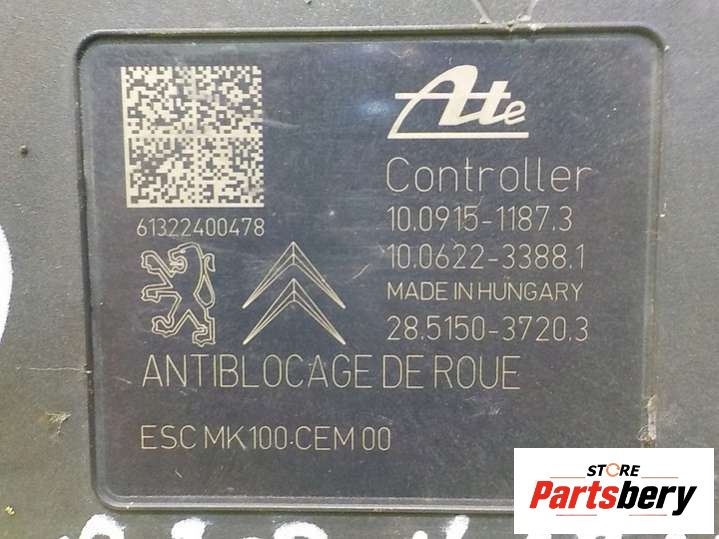 Ate
Controller
61322400478
10.0915-1187.3
10.0622-3388.1
MADE IN HUNGARY
28.5150-3720.3
ANTIBLOCAGE DE ROUE
ESC MK100-CEM 00
STORE
Partsbery